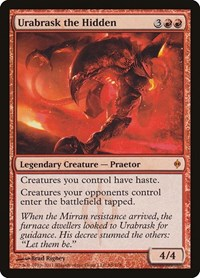 Urabrask the Hidden 3
Legendary Creature — Praetor
Creatures you control have haste.
Creatures your opponents control
enter the battlefield tapped.
When the Mirran resistance arrived, the
furnace dwellers looked to Urabrask for
guidance. His decree stunned the others:
"Let them be."
Brad Rigney
4/4